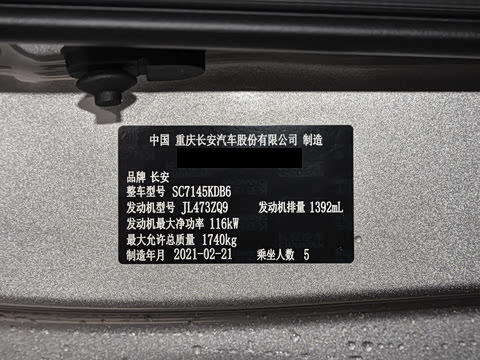 中国 重庆长安汽车股份有限公司 制造
品牌 长安
整车型号 SC7145KDB6
发动机型号 JL473ZQ9 发动机排量 1392mL
发动机最大净功率 116kW
最大允许总质量 1740kg
制造年月 2021-02-21 乘坐人数 5